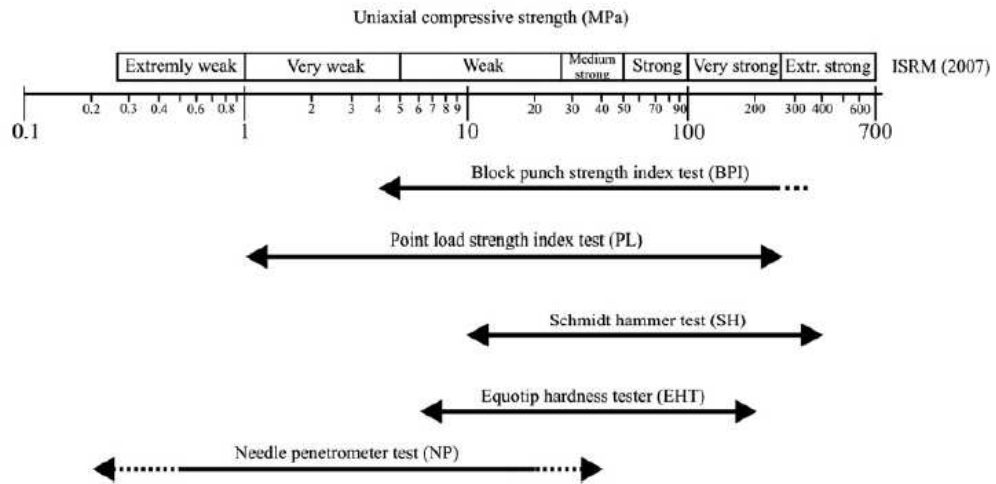 Uniaxial compressive strength (MPa)
Extremly weak Very weak Weak Medium strong Strong Very strong Extr. strong ISRM (2007)
0.2 0.3 0.4 0.6 0.8 2 3 4 5 6 7 8 9 20 30 40 50 70 90 200 300 400 600
0.1 1 10 100 700
Block punch strength index test (BPI)
Point load strength index test (PL)
Schmidt hammer test (SH)
Equotip hardness tester (EHT)
Needle penetrometer test (NP)